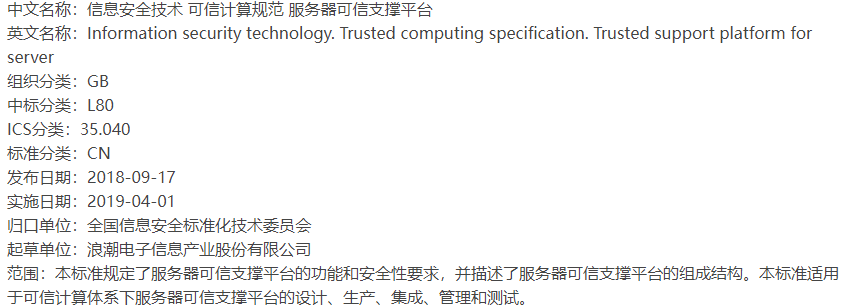 中文名称：信息安全技术 可信计算规范 服务器可信支撑平台
英文名称：Information security technology. Trusted computing specification. Trusted support platform for
server
组织分类：GB
中标分类：L80
ICS分类：35.040
标准分类：CN
发布日期：2018-09-17
实施日期：2019-04-01
归口单位：全国信息安全标准化技术委员会
起草单位：浪潮电子信息产业股份有限公司
范围：本标准规定了服务器可信支撑平台的功能和安全性要求，并描述了服务器可信支撑平台的组成结构。本标准适用
于可信计算体系下服务器可信支撑平台的设计、生产、集成、管理和测试。